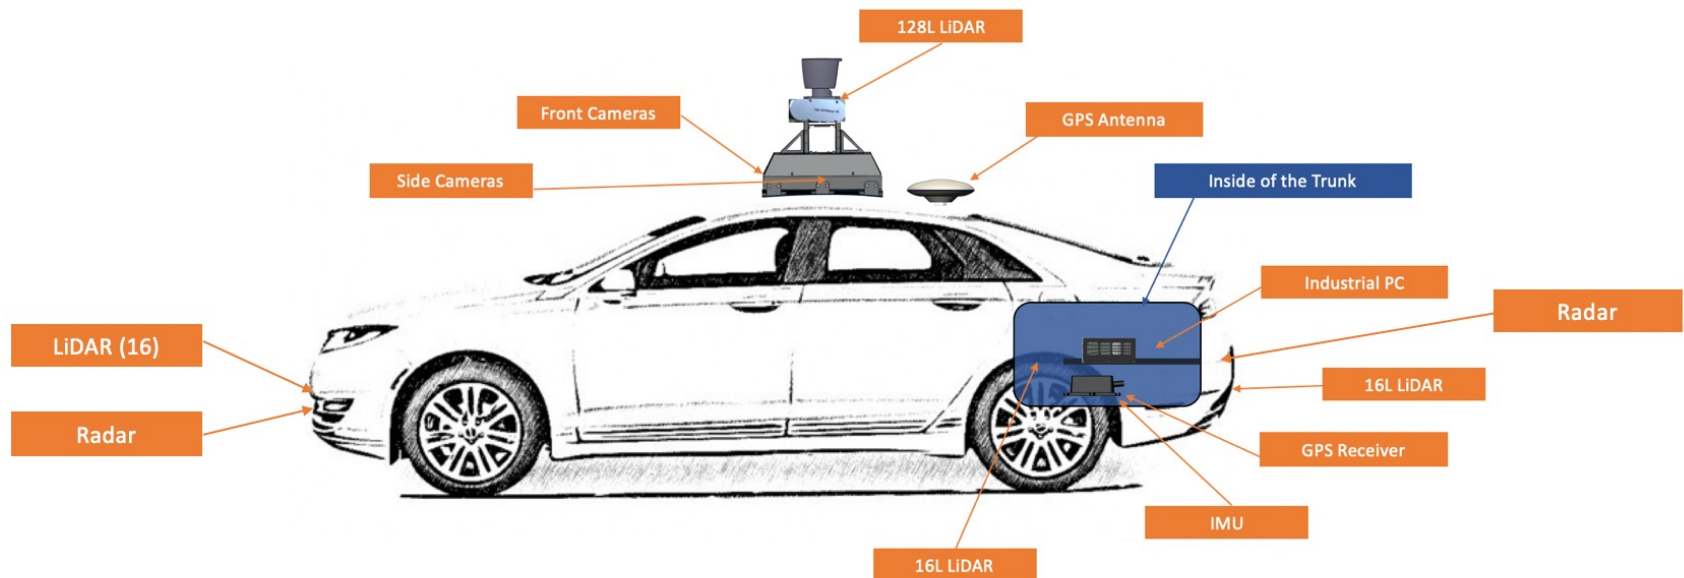 128L LiDAR
Front Cameras
GPS Antenna
Side Cameras
Inside of the Trunk
Industrial PC
Radar
LiDAR (16)
16L LiDAR
Radar
GPS Receiver
IMU
16L LiDAR